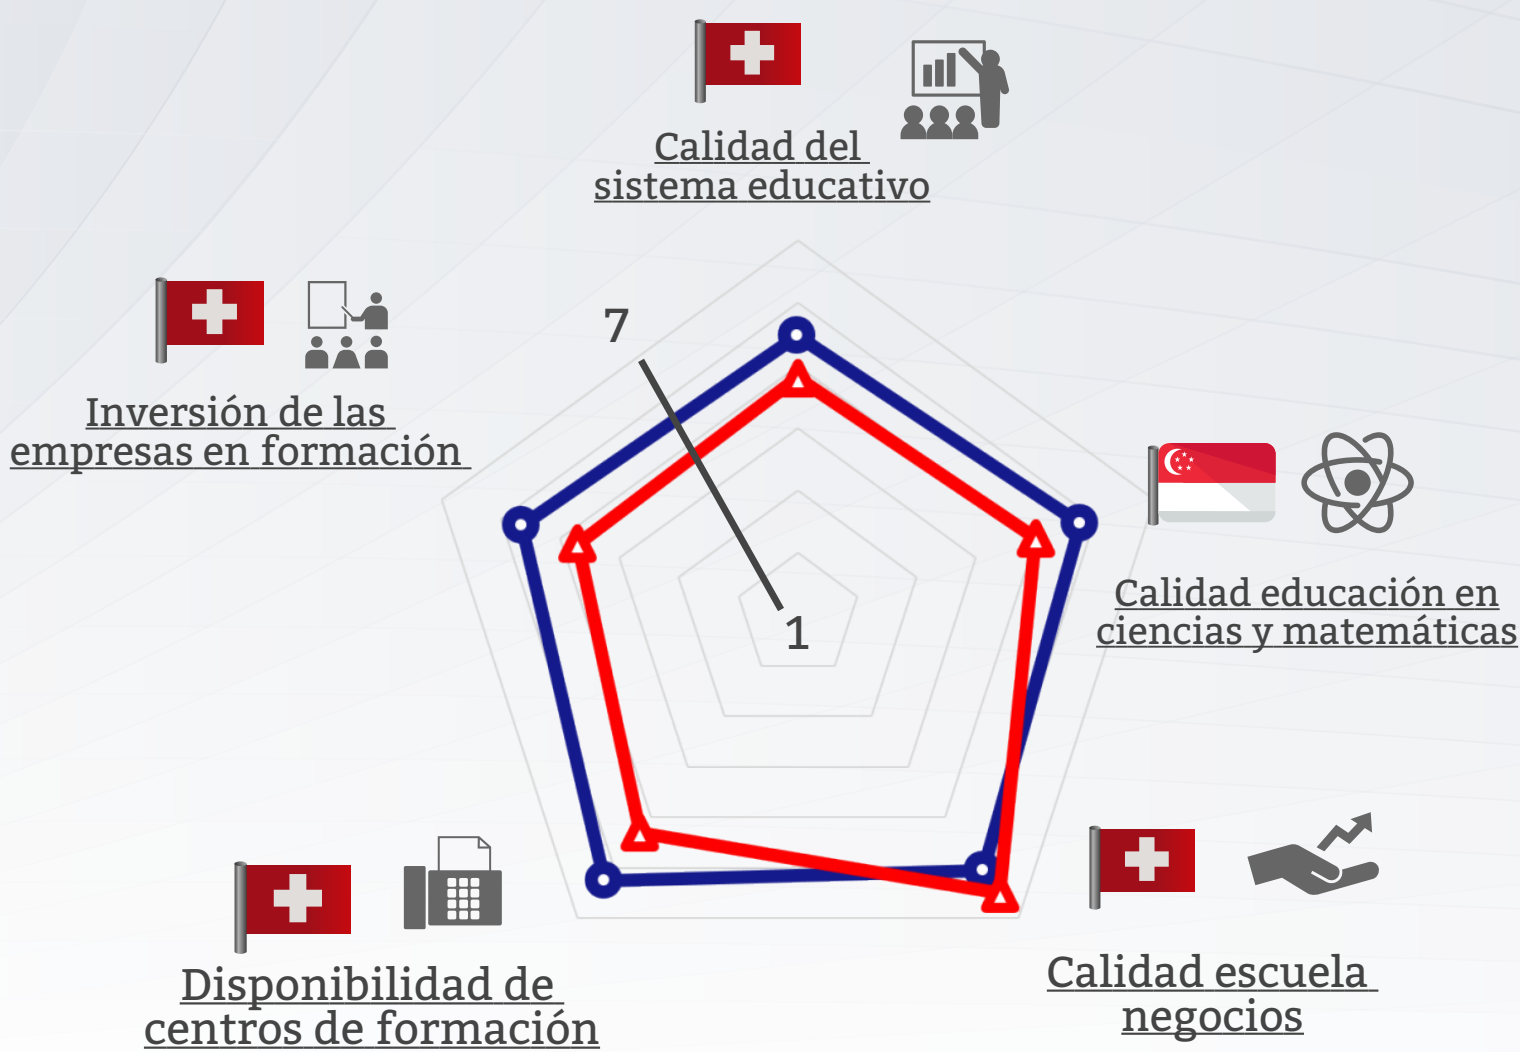 Calidad del
sistema educativo
Inversión de las
empresas en formación
7
1
Calidad educación en
ciencias y matemáticas
Disponibilidad de
centros de formación
Calidad escuela
negocios